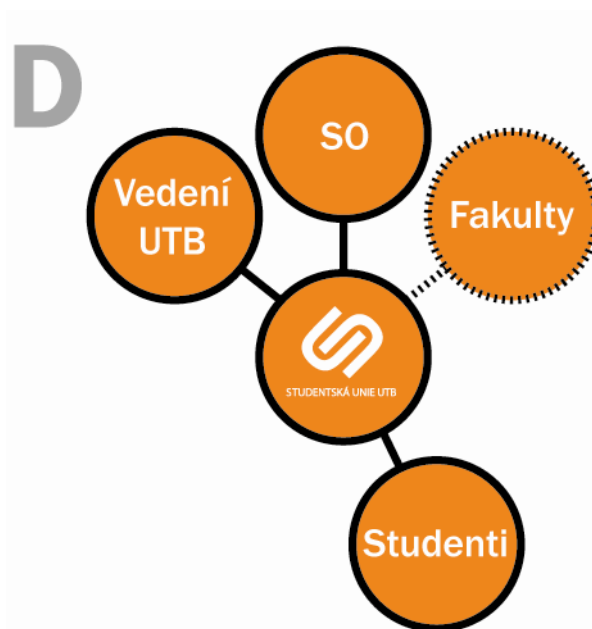 D
SO
Vedení
UTB
Fakulty
STUDENTSKÁ UNIE UTB
Studenti